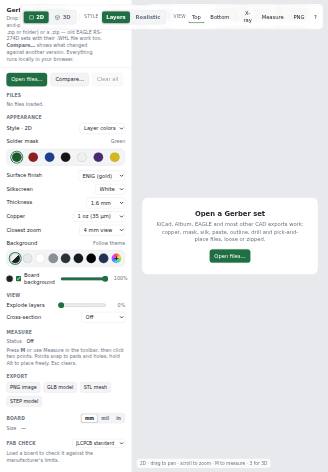 Gerl
Drop
and-p
.zip or folder) or a .zip — old EAGLE RS-
274D sets with their .WHL file work too.
Compare... shows what changed
against another version. Everything
runs locally in your browser.
2D
3D
STYLE
Layers
Realistic
VIEW
Top
Bottom
X-
ray
Measure
PNG
?
Open files...
Compare...
Clear all
FILES
No files loaded.
APPEARANCE
Style · 2D
Layer colors
Solder mask
Green
Surface finish
ENIG (gold)
Silkscreen
White
Thickness
1.6 mm
Copper
1 oz (35 µm)
Closest zoom
4 mm view
Background
Follow theme
Board
background
100%
VIEW
Explode layers
0%
Cross-section
Off
MEASURE
Status Off
Press M or use Measure in the toolbar, then click
two points. Points snap to pads and holes, hold
Alt to place freely. Esc clears.
EXPORT
PNG image
GLB model
STL mesh
STEP model
BOARD
mm
mil
in
Size —
FAB CHECK
JLCPCB standard
Load a board to check it against the
manufacturer's limits.
Open a Gerber set
KiCad, Altium, EAGLE and most other CAD exports work:
copper, mask, silk, paste, outline, drill and pick-and-
place files, loose or zipped.
Open files...
2D · drag to pan · scroll to zoom · M to measure · 3 for 3D